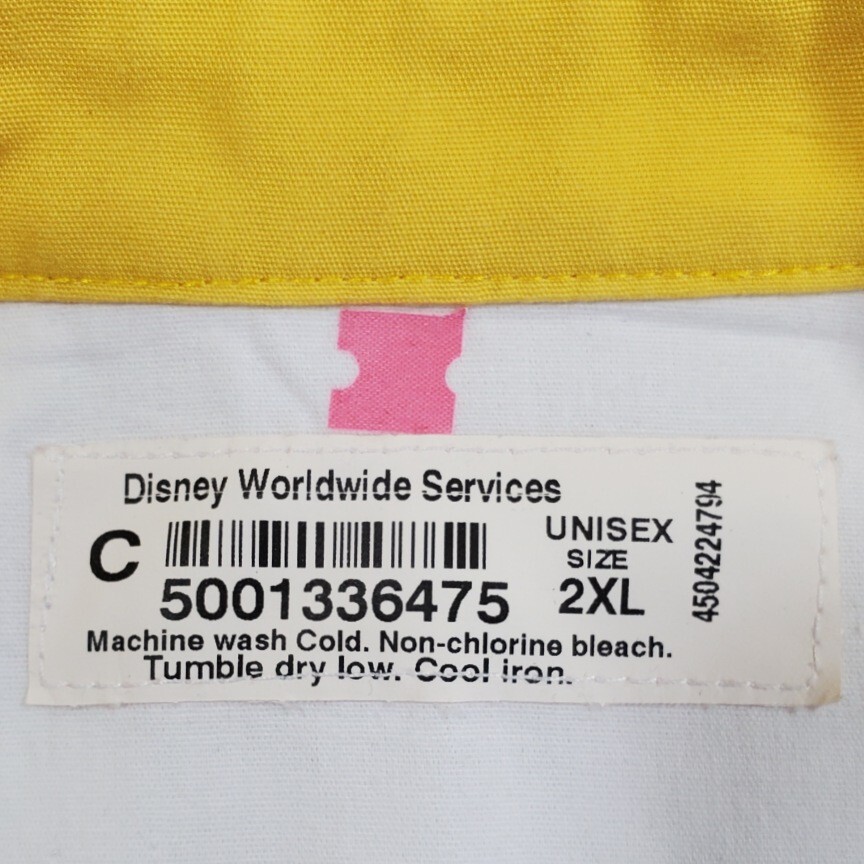 Disney Worldwide Services
C
5001336475
UNISEX
SIZE
2XL
4504224794
Machine wash Cold. Non-chlorine bleach.
Tumble dry low. Cool iron.